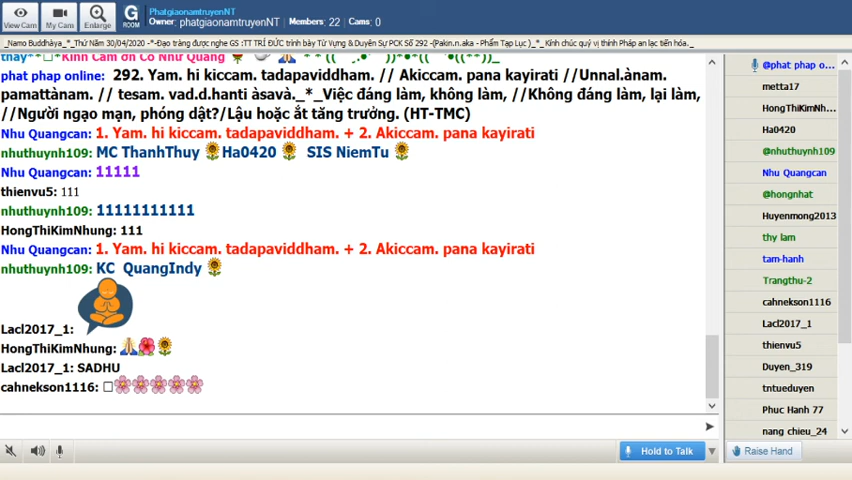 View Cam
My Cam
Enlarge
G
ROOM
PhatgiaonamtruyenNT
Owner: phatgiaonamtruyenNT | Members: 22 | Cams: 0
_Namo Buddhàya_*_Thứ Năm 30/04/2020 -*-Đạo tràng được nghe GS :TT TRÍ ĐỨC trình bày Từ Vựng & Duyên Sự PCK Số 292 -(Pakin.n.aka - Phẩm Tạp Lục )_*_ Kính chúc quý vị thính Pháp an lạc tiến hóa._
phat phap online: 292. Yam. hi kiccam. tadapaviddham. // Akiccam. pana kayirati //Unnal.ànam.
pamattànam. // tesam. vad.d.hanti àsavà._*_Việc đáng làm, không làm, //Không đáng làm, lại làm,
//Người ngạo mạn, phóng dật?/Lậu hoặc ắt tăng trưởng. (HT-TMC)
Nhu Quangcan: 1. Yam. hi kiccam. tadapaviddham. + 2. Akiccam. pana kayirati
nhuthuynh109: MC ThanhThuy 🌻Ha0420 🌻 SIS NiemTu 🌻
Nhu Quangcan: 11111
thienvu5: 111
nhuthuynh109: 11111111111
HongThiKimNhung: 111
Nhu Quangcan: 1. Yam. hi kiccam. tadapaviddham. + 2. Akiccam. pana kayirati
nhuthuynh109: KC QuangIndy 🌻
Lacl2017_1:
HongThiKimNhung: 🙏🌺🌻
Lacl2017_1: SADHU
cahnekson1116: □🌸🌸🌸🌸🌸
@phat phap o...
metta17
HongThiKimNh...
Ha0420
@nhuthuynh109
Nhu Quangcan
@hongnhat
Huyenmong2013
thy lam
tam-hanh
Trangthu-2
cahnekson1116
Lacl2017_1
thienvu5
Duyen_319
tntueduyen
Phuc Hanh 77
nang chieu_24
Hold to Talk
Raise Hand